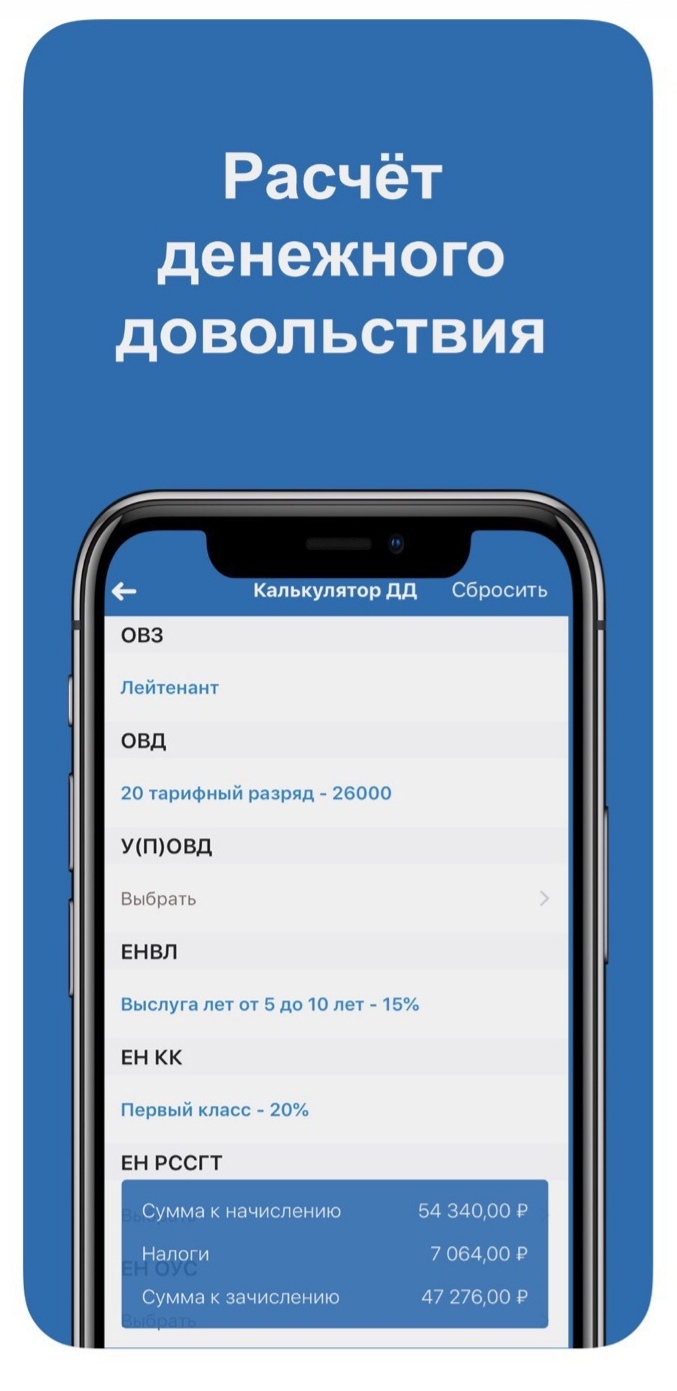 Расчёт
денежного
довольствия
Калькулятор ДД Сбросить
ОВЗ
Лейтенант
ОВД
20 тарифный разряд - 26000
У(П)ОВД
Выбрать
ЕНВЛ
Выслуга лет от 5 до 10 лет - 15%
ЕН КК
Первый класс - 20%
ЕН РССГТ
Выбрать
Сумма к начислению 54 340,00 ₽
Налоги 7 064,00 ₽
ЕН ОУС
Сумма к зачислению 47 276,00 ₽
Выбрать